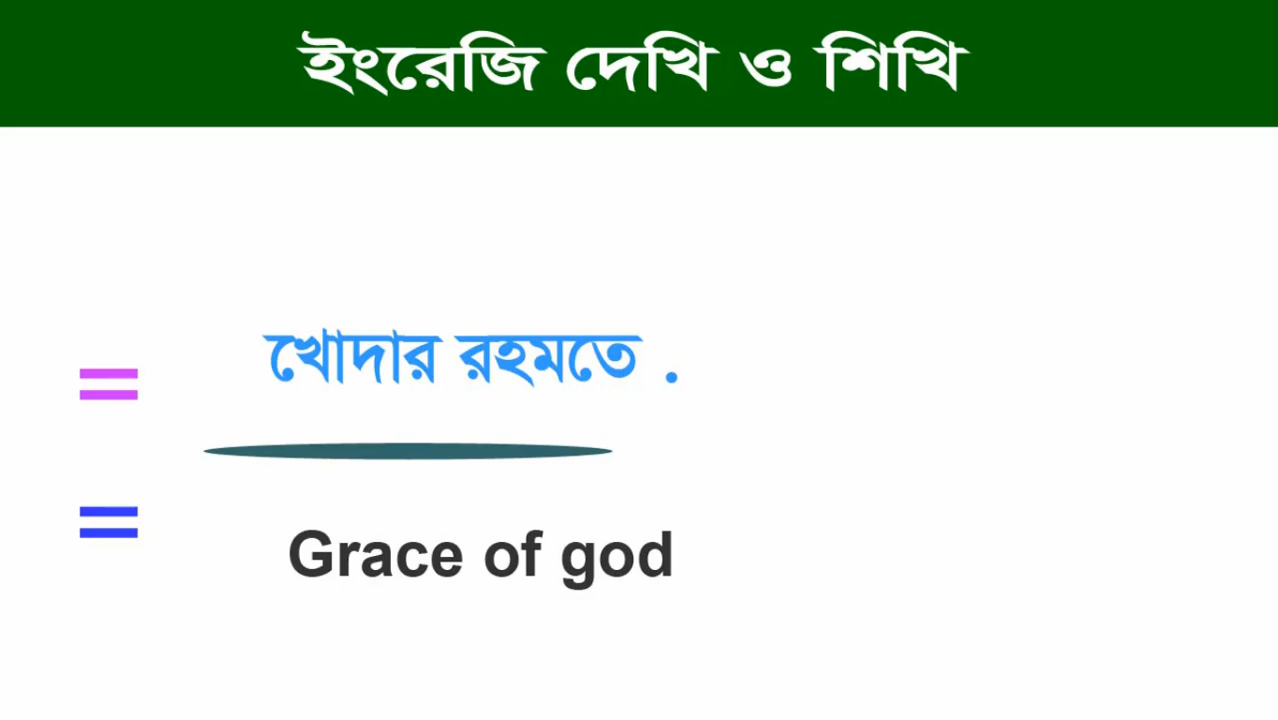 ইংরেজি দেখি ও শিখি
= খোদার রহমতে .
= Grace of god